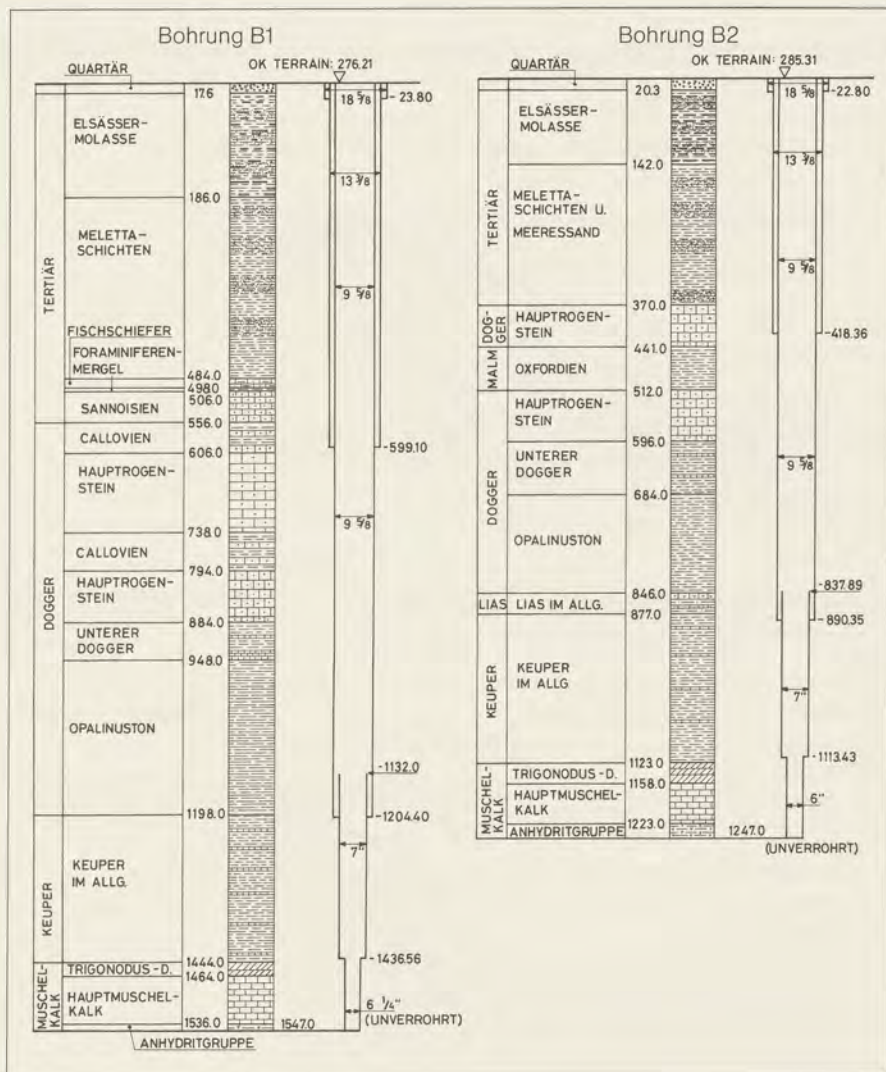 Bohrung B1
OK TERRAIN: 276.21
QUARTÄR
17.6
18 5/8
-23.80
ELSÄSSER-
MOLASSE
13 3/8
186.0
MELETTA-
SCHICHTEN
9 5/8
TERTIÄR
FISCHSCHIEFER
FORAMINIFEREN-
MERGEL
484.0
498.0
506.0
SANNOISIEN
556.0
CALLOVIEN
-599.10
606.0
HAUPTROGEN-
STEIN
9 5/8
738.0
CALLOVIEN
794.0
HAUPTROGEN-
STEIN
DOGGER
884.0
UNTERER
DOGGER
948.0
OPALINUSTON
-1132.0
1198.0
-1204.40
7"
KEUPER
IM ALLG.
KEUPER
1444.0
-1436.56
TRIGONODUS-D.
1464.0
HAUPTMUSCHEL-
KALK
MUSCHEL-
KALK
6 1/4"
(UNVERROHRT)
1536.0
1547.0
ANHYDRITGRUPPE
Bohrung B2
OK TERRAIN: 285.31
QUARTÄR
20.3
18 5/8
-22.80
ELSÄSSER-
MOLASSE
13 3/8
142.0
MELETTA-
SCHICHTEN U.
MEERESSAND
TERTIÄR
9 5/8
370.0
HAUPTROGEN-
STEIN
DOG-
GER
-418.36
441.0
OXFORDIEN
MALM
512.0
HAUPTROGEN-
STEIN
596.0
9 5/8
UNTERER
DOGGER
684.0
DOGGER
OPALINUSTON
-837.89
846.0
LIAS
LIAS IM ALLG.
877.0
-890.35
KEUPER
IM ALLG
KEUPER
7"
-1113.43
1123.0
TRIGONODUS-D.
1158.0
HAUPTMUSCHEL-
KALK
MUSCHEL-
KALK
6"
1223.0
ANHYDRITGRUPPE
1247.0
(UNVERROHRT)